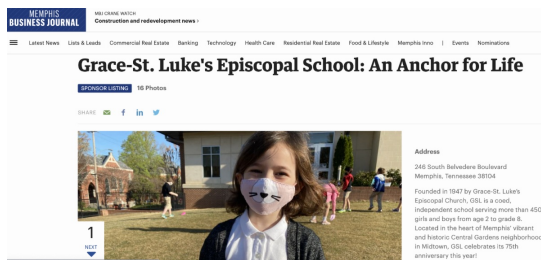 MEMPHIS
BUSINESS JOURNAL
MBJ CRANE WATCH
Construction and redevelopment news ›
Latest News Lists & Leads Commercial Real Estate Banking Technology Health Care Residential Real Estate Food & Lifestyle Memphis Inno | Events Nominations
Grace-St. Luke's Episcopal School: An Anchor for Life
SPONSOR LISTING 16 Photos
SHARE
Address
246 South Belvedere Boulevard
Memphis, Tennessee 38104
Founded in 1947 by Grace-St. Luke's
Episcopal Church, GSL is a coed,
independent school serving more than 450
girls and boys from age 2 to grade 8.
Located in the heart of Memphis' vibrant
and historic Central Gardens neighborhood
in Midtown, GSL celebrates its 75th
anniversary this year!
1
NEXT